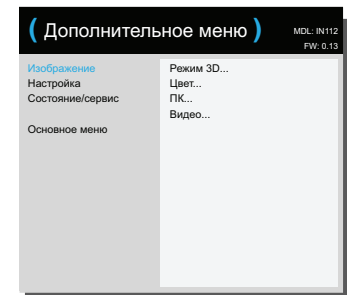 ( Дополнительное меню )
MDL: IN112
FW: 0.13
Изображение
Настройка
Состояние/сервис
Основное меню
Режим 3D...
Цвет...
ПК...
Видео...